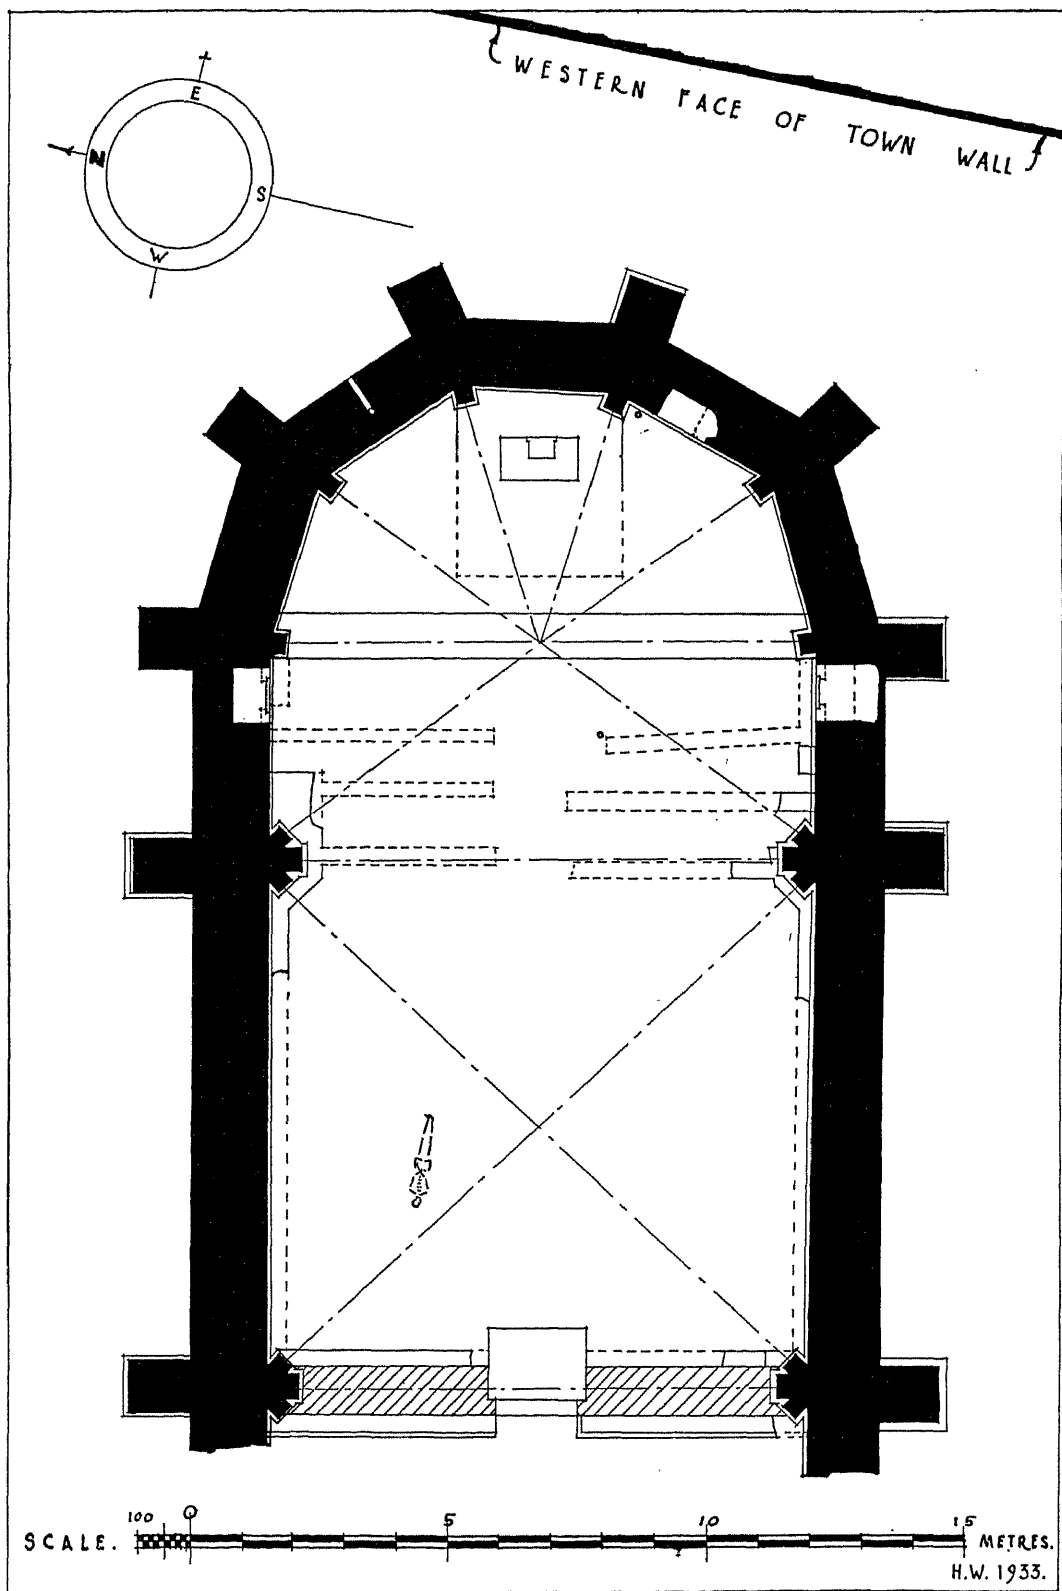 WESTERN FACE OF TOWN WALL
E
N
S
W
100 0 5 10 15
SCALE. METRES.
H.W. 1933.